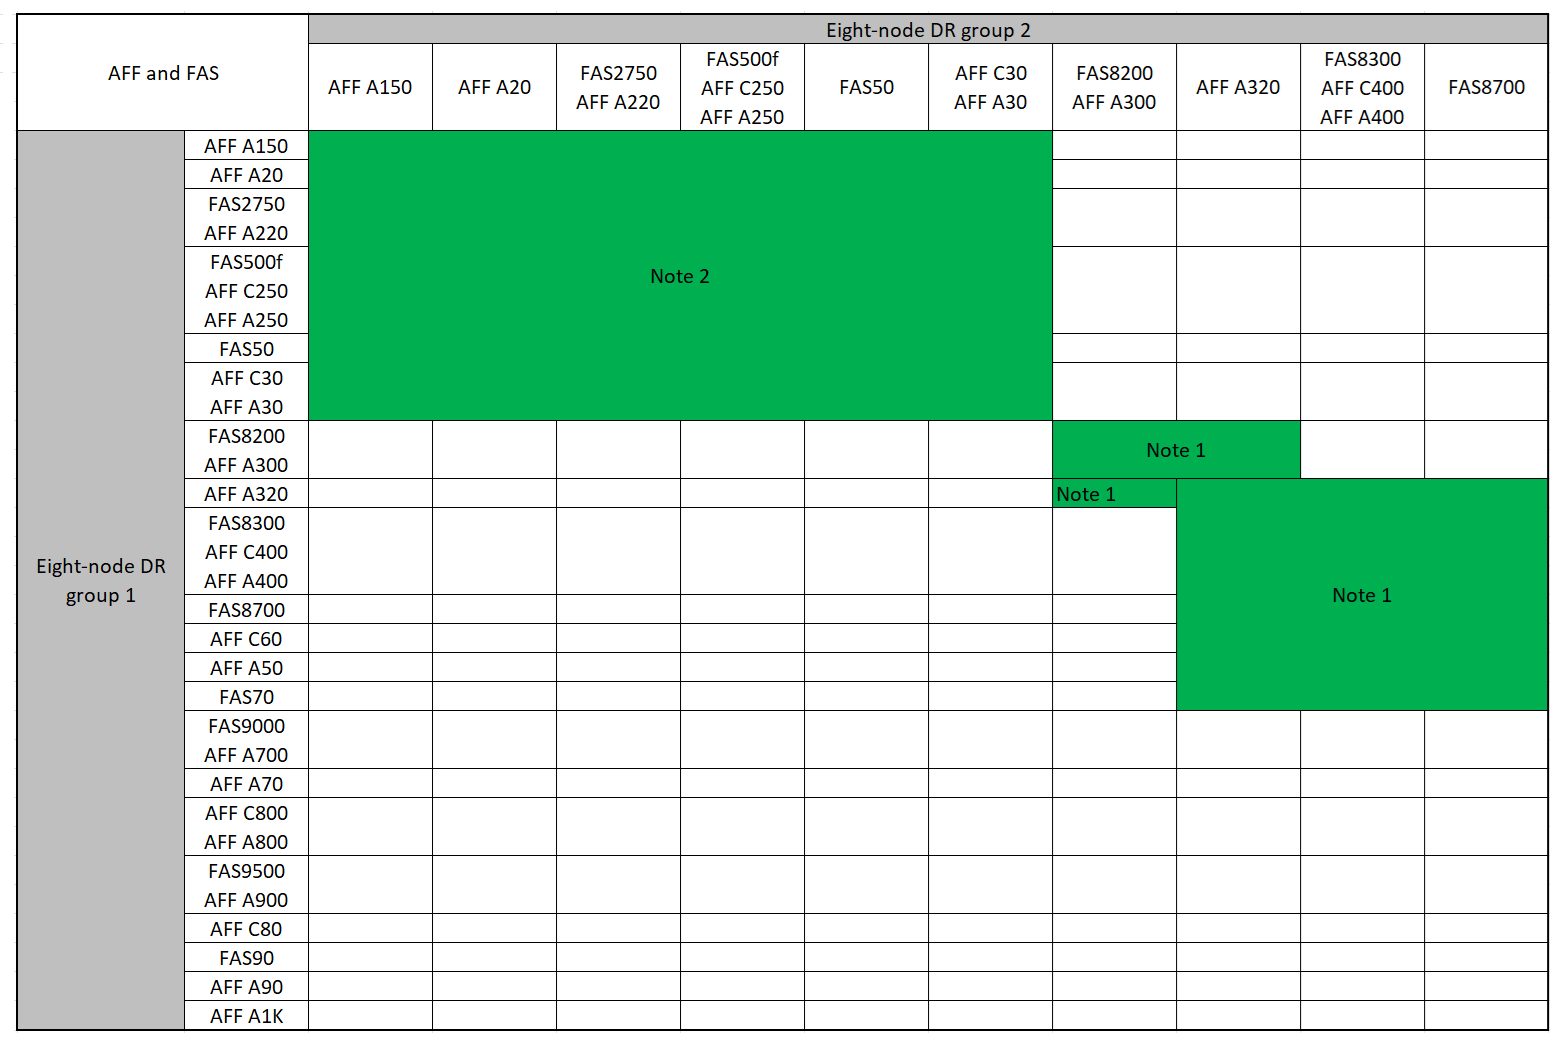 Eight-node DR group 2
AFF and FAS
AFF A150
AFF A20
FAS2750
AFF A220
FAS500f
AFF C250
AFF A250
FAS50
AFF C30
AFF A30
FAS8200
AFF A300
AFF A320
FAS8300
AFF C400
AFF A400
FAS8700
Eight-node DR
group 1
AFF A150
AFF A20
FAS2750
AFF A220
FAS500f
AFF C250
AFF A250
FAS50
AFF C30
AFF A30
Note 2
FAS8200
AFF A300
Note 1
AFF A320
Note 1
FAS8300
AFF C400
AFF A400
FAS8700
AFF C60
AFF A50
FAS70
Note 1
FAS9000
AFF A700
AFF A70
AFF C800
AFF A800
FAS9500
AFF A900
AFF C80
FAS90
AFF A90
AFF A1K